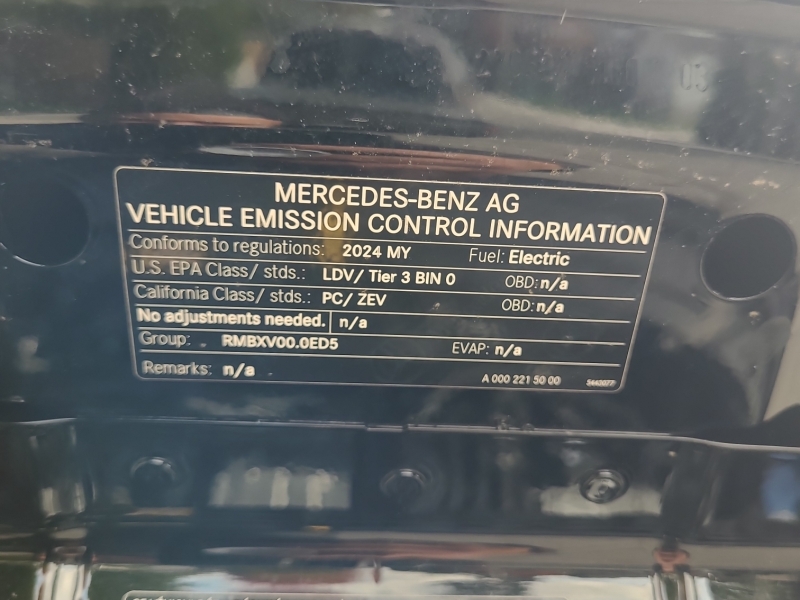 MERCEDES-BENZ AG
VEHICLE EMISSION CONTROL INFORMATION
Conforms to regulations: 2024 MY Fuel: Electric
U.S. EPA Class/ stds.: LDV/ Tier 3 BIN 0 OBD: n/a
California Class/ stds.: PC/ ZEV OBD: n/a
No adjustments needed. n/a
Group: RMBXV00.0ED5 EVAP: n/a
Remarks: n/a A 000 221 50 00